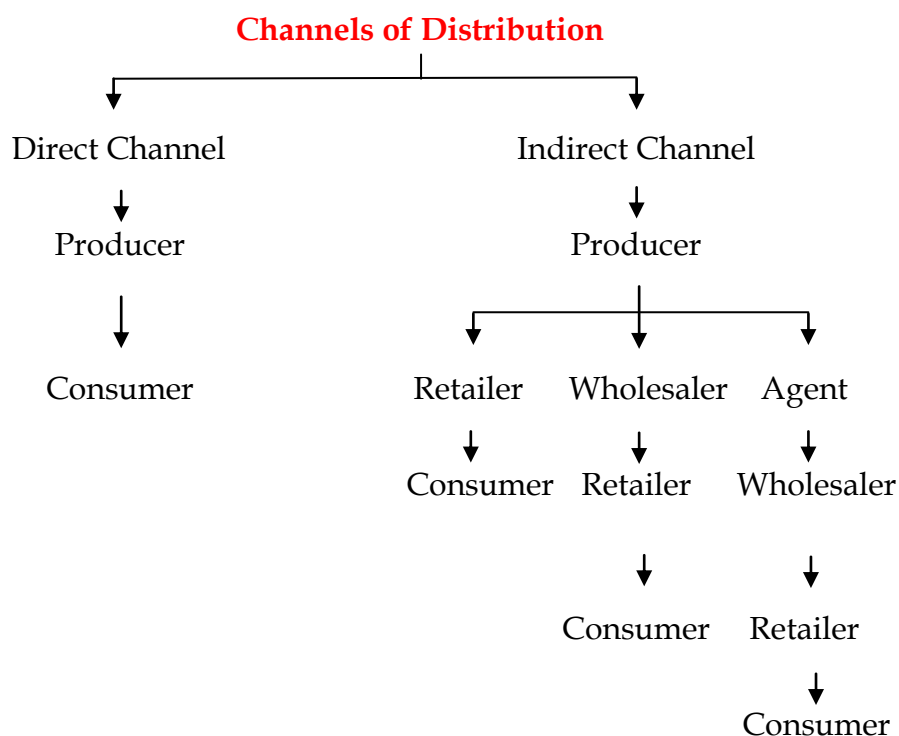 Channels of Distribution
Direct Channel Indirect Channel
Producer Producer
Consumer Retailer Wholesaler Agent
Consumer Retailer Wholesaler
Consumer Retailer
Consumer